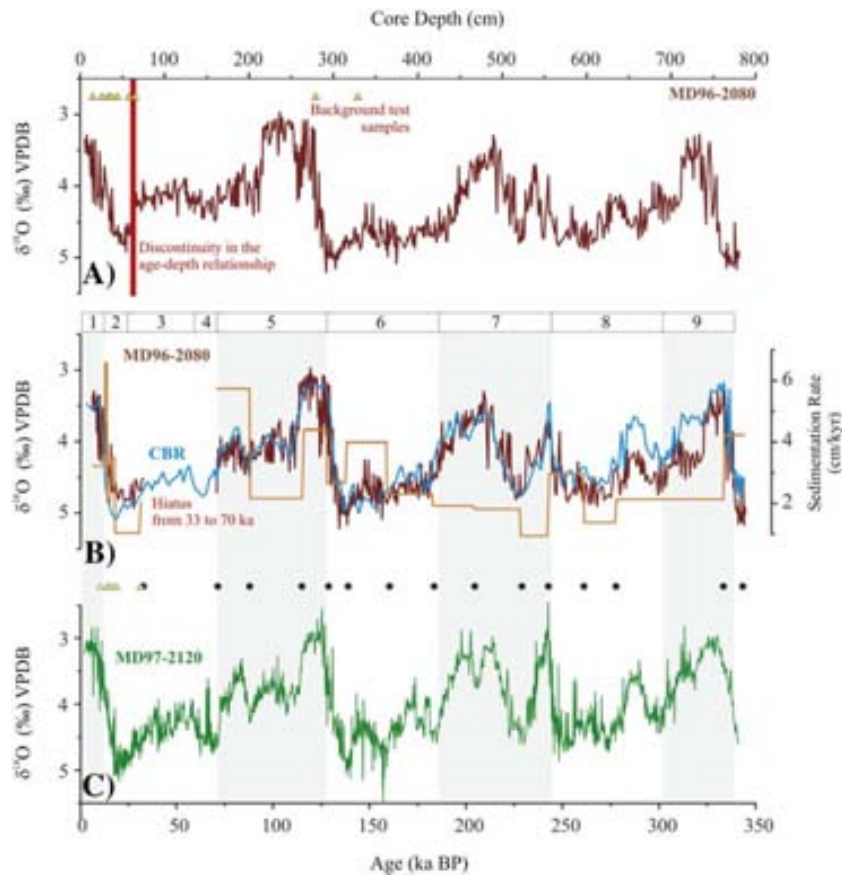 Core Depth (cm)
0 100 200 300 400 500 600 700 800
3
4
5
δ¹⁸O (‰) VPDB
Background test
samples
MD96-2080
Discontinuity in the
age-depth relationship
A)
1 2 3 4 5 6 7 8 9
MD96-2080
3
4
5
δ¹⁸O (‰) VPDB
CBR
Hiatus
from 33 to 70 ka
6
4
2
Sedimentation Rate
(cm/kyr)
B)
MD97-2120
3
4
5
δ¹⁸O (‰) VPDB
C)
0 50 100 150 200 250 300 350
Age (ka BP)